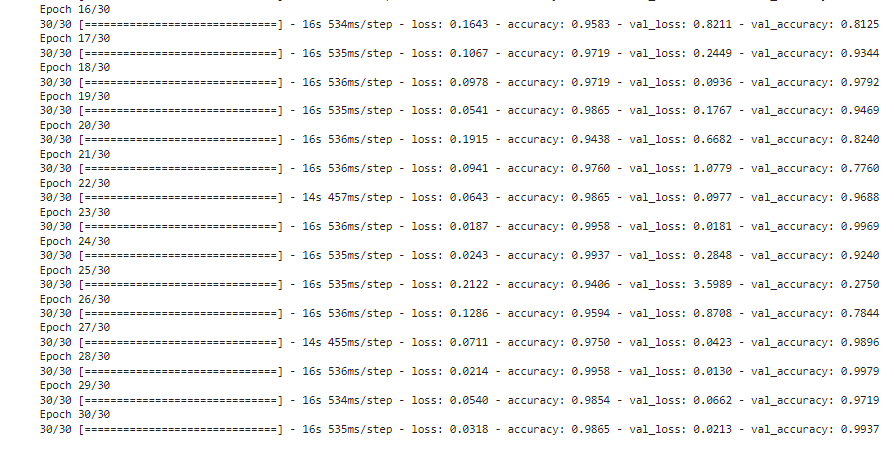 Epoch 16/30
30/30 [==============================] - 16s 534ms/step - loss: 0.1643 - accuracy: 0.9583 - val_loss: 0.8211 - val_accuracy: 0.8125
Epoch 17/30
30/30 [==============================] - 16s 535ms/step - loss: 0.1067 - accuracy: 0.9719 - val_loss: 0.2449 - val_accuracy: 0.9344
Epoch 18/30
30/30 [==============================] - 16s 536ms/step - loss: 0.0978 - accuracy: 0.9719 - val_loss: 0.0936 - val_accuracy: 0.9792
Epoch 19/30
30/30 [==============================] - 16s 535ms/step - loss: 0.0541 - accuracy: 0.9865 - val_loss: 0.1767 - val_accuracy: 0.9469
Epoch 20/30
30/30 [==============================] - 16s 536ms/step - loss: 0.1915 - accuracy: 0.9438 - val_loss: 0.6682 - val_accuracy: 0.8240
Epoch 21/30
30/30 [==============================] - 16s 536ms/step - loss: 0.0941 - accuracy: 0.9760 - val_loss: 1.0779 - val_accuracy: 0.7760
Epoch 22/30
30/30 [==============================] - 14s 457ms/step - loss: 0.0643 - accuracy: 0.9865 - val_loss: 0.0977 - val_accuracy: 0.9688
Epoch 23/30
30/30 [==============================] - 16s 536ms/step - loss: 0.0187 - accuracy: 0.9958 - val_loss: 0.0181 - val_accuracy: 0.9969
Epoch 24/30
30/30 [==============================] - 16s 535ms/step - loss: 0.0243 - accuracy: 0.9937 - val_loss: 0.2848 - val_accuracy: 0.9240
Epoch 25/30
30/30 [==============================] - 16s 535ms/step - loss: 0.2122 - accuracy: 0.9406 - val_loss: 3.5989 - val_accuracy: 0.2750
Epoch 26/30
30/30 [==============================] - 16s 536ms/step - loss: 0.1286 - accuracy: 0.9594 - val_loss: 0.8708 - val_accuracy: 0.7844
Epoch 27/30
30/30 [==============================] - 14s 455ms/step - loss: 0.0711 - accuracy: 0.9750 - val_loss: 0.0423 - val_accuracy: 0.9896
Epoch 28/30
30/30 [==============================] - 16s 536ms/step - loss: 0.0214 - accuracy: 0.9958 - val_loss: 0.0130 - val_accuracy: 0.9979
Epoch 29/30
30/30 [==============================] - 16s 534ms/step - loss: 0.0540 - accuracy: 0.9854 - val_loss: 0.0662 - val_accuracy: 0.9719
Epoch 30/30
30/30 [==============================] - 16s 535ms/step - loss: 0.0318 - accuracy: 0.9865 - val_loss: 0.0213 - val_accuracy: 0.9937